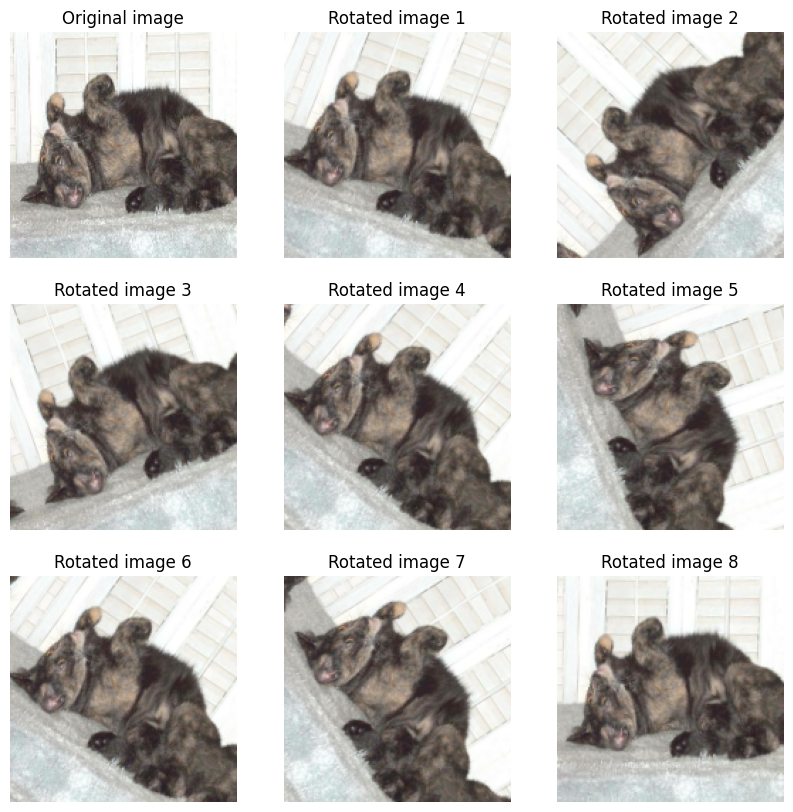 Original image
Rotated image 1
Rotated image 2
Rotated image 3
Rotated image 4
Rotated image 5
Rotated image 6
Rotated image 7
Rotated image 8